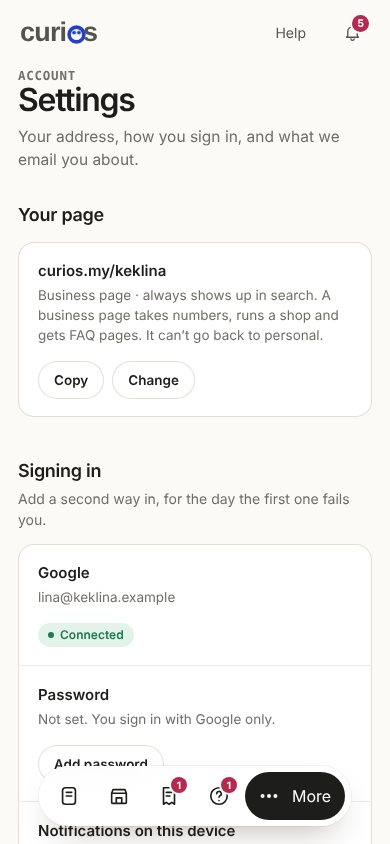 curios
Help
5
ACCOUNT
Settings
Your address, how you sign in, and what we
email you about.
Your page
curios.my/keklina
Business page · always shows up in search. A
business page takes numbers, runs a shop and
gets FAQ pages. It can’t go back to personal.
Copy
Change
Signing in
Add a second way in, for the day the first one fails
you.
Google
lina@keklina.example
Connected
Password
Not set. You sign in with Google only.
Add password
1
1
More
Notifications on this device